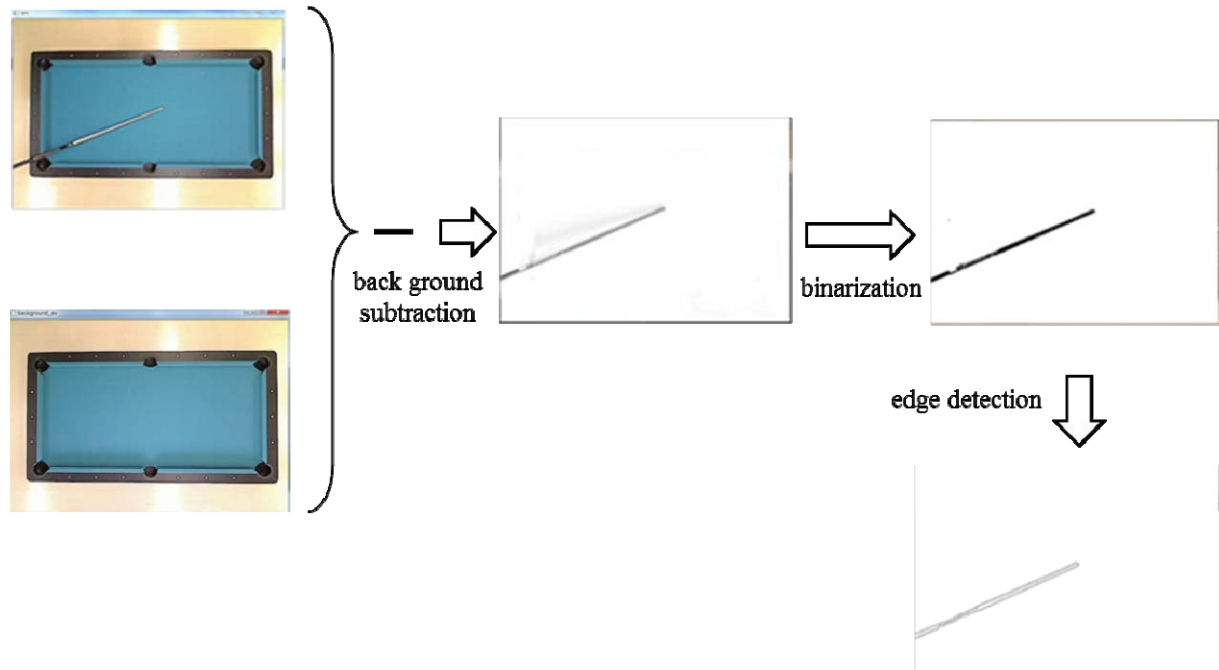 back ground
subtraction
binarization
edge detection